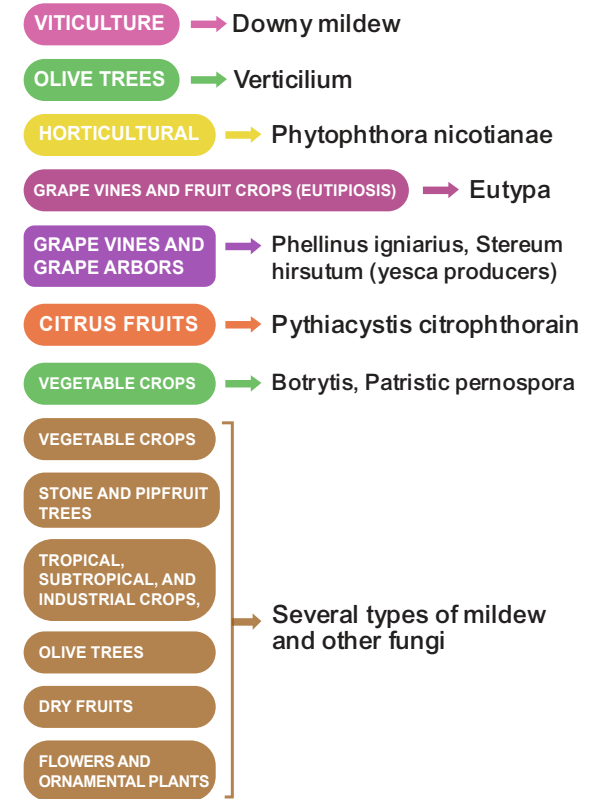 VITICULTURE
Downy mildew
OLIVE TREES
Verticilium
HORTICULTURAL
Phytophthora nicotianae
GRAPE VINES AND FRUIT CROPS (EUTIPIOSIS)
Eutypa
GRAPE VINES AND
GRAPE ARBORS
Phellinus igniarius, Stereum
hirsutum (yesca producers)
CITRUS FRUITS
Pythiacystis citrophthorain
VEGETABLE CROPS
Botrytis, Patristic pernospora
VEGETABLE CROPS
STONE AND PIPFRUIT
TREES
TROPICAL,
SUBTROPICAL, AND
INDUSTRIAL CROPS,
OLIVE TREES
DRY FRUITS
FLOWERS AND
ORNAMENTAL PLANTS
Several types of mildew
and other fungi